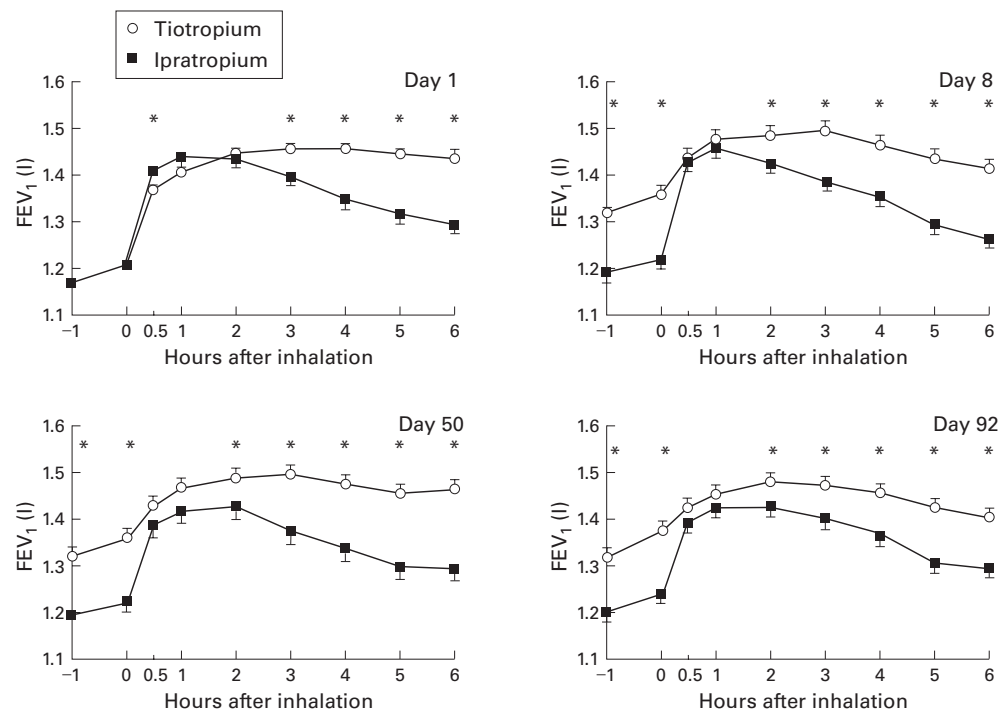 Tiotropium
Ipratropium
Day 1
* * * * *
1.6
1.5
1.4
1.3
1.2
1.1
FEV1 (l)
−1 0 0.5 1 2 3 4 5 6
Hours after inhalation
Day 8
* * * * * * *
1.6
1.5
1.4
1.3
1.2
1.1
FEV1 (l)
−1 0 0.5 1 2 3 4 5 6
Hours after inhalation
Day 50
* * * * * * *
1.6
1.5
1.4
1.3
1.2
1.1
FEV1 (l)
−1 0 0.5 1 2 3 4 5 6
Hours after inhalation
Day 92
* * * * * * *
1.6
1.5
1.4
1.3
1.2
1.1
FEV1 (l)
−1 0 0.5 1 2 3 4 5 6
Hours after inhalation